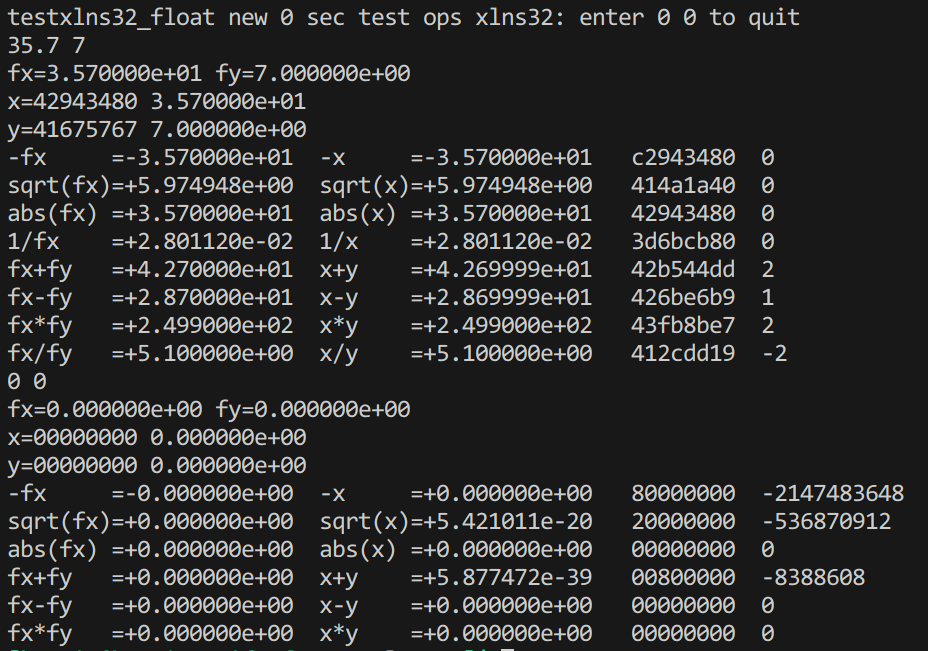 testxlns32_float new 0 sec test ops xlns32: enter 0 0 to quit
35.7 7
fx=3.570000e+01 fy=7.000000e+00
x=42943480 3.570000e+01
y=41675767 7.000000e+00
-fx     =-3.570000e+01  -x      =-3.570000e+01   c2943480  0
sqrt(fx)=+5.974948e+00  sqrt(x)=+5.974948e+00   414a1a40  0
abs(fx) =+3.570000e+01  abs(x) =+3.570000e+01   42943480  0
1/fx    =+2.801120e-02  1/x    =+2.801120e-02   3d6bcb80  0
fx+fy   =+4.270000e+01  x+y    =+4.269999e+01   42b544dd  2
fx-fy   =+2.870000e+01  x-y    =+2.869999e+01   426be6b9  1
fx*fy   =+2.499000e+02  x*y    =+2.499000e+02   43fb8be7  2
fx/fy   =+5.100000e+00  x/y    =+5.100000e+00   412cdd19  -2
0 0
fx=0.000000e+00 fy=0.000000e+00
x=00000000 0.000000e+00
y=00000000 0.000000e+00
-fx     =-0.000000e+00  -x     =+0.000000e+00   80000000  -2147483648
sqrt(fx)=+0.000000e+00  sqrt(x)=+5.421011e-20   20000000  -536870912
abs(fx) =+0.000000e+00  abs(x) =+0.000000e+00   00000000  0
fx+fy   =+0.000000e+00  x+y    =+5.877472e-39   00800000  -8388608
fx-fy   =+0.000000e+00  x-y    =+0.000000e+00   00000000  0
fx*fy   =+0.000000e+00  x*y    =+0.000000e+00   00000000  0